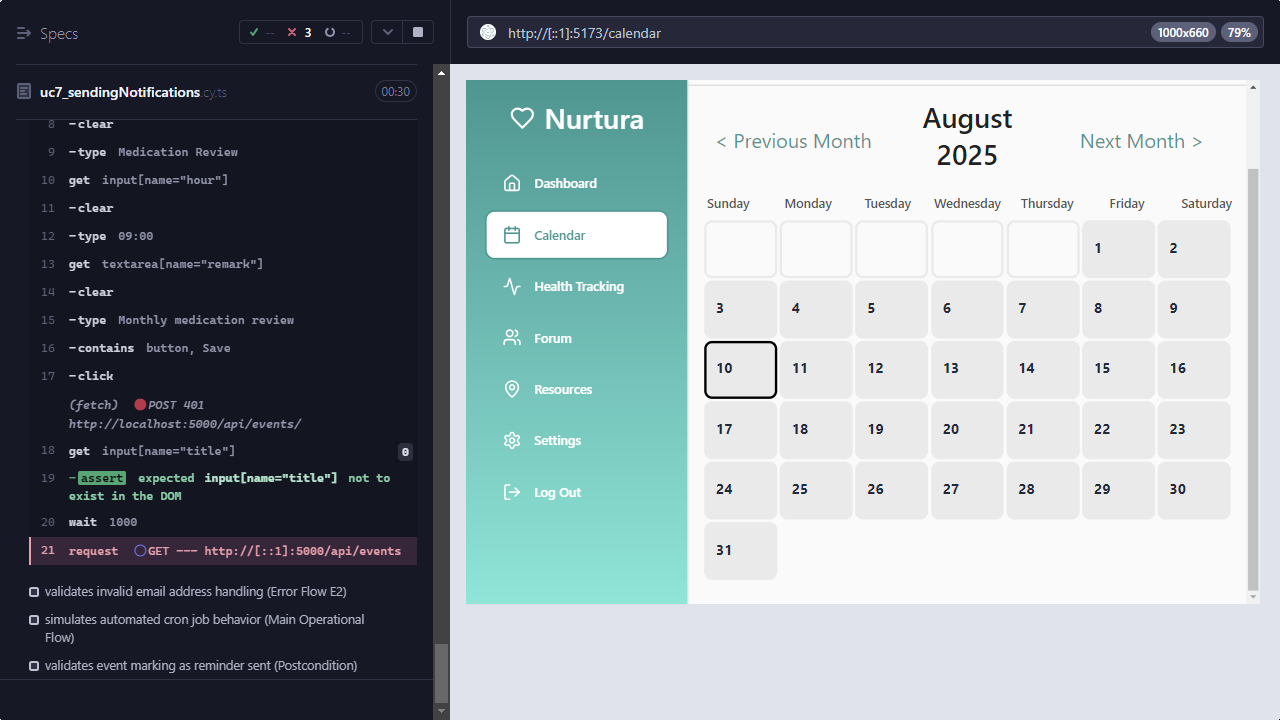 Specs
-- 3 --
http://[::1]:5173/calendar
1000x660
79%
uc7_sendingNotifications.cy.ts
00:30
8 -clear
9 -type Medication Review
10 get input[name="hour"]
11 -clear
12 -type 09:00
13 get textarea[name="remark"]
14 -clear
15 -type Monthly medication review
16 -contains button, Save
17 -click
(fetch) POST 401
http://localhost:5000/api/events/
18 get input[name="title"] 0
19 -assert expected input[name="title"] not to
exist in the DOM
20 wait 1000
21 request GET --- http://[::1]:5000/api/events
validates invalid email address handling (Error Flow E2)
simulates automated cron job behavior (Main Operational
Flow)
validates event marking as reminder sent (Postcondition)
Nurtura
Dashboard
Calendar
Health Tracking
Forum
Resources
Settings
Log Out
< Previous Month
August
2025
Next Month >
Sunday Monday Tuesday Wednesday Thursday Friday Saturday
1 2
3 4 5 6 7 8 9
10 11 12 13 14 15 16
17 18 19 20 21 22 23
24 25 26 27 28 29 30
31